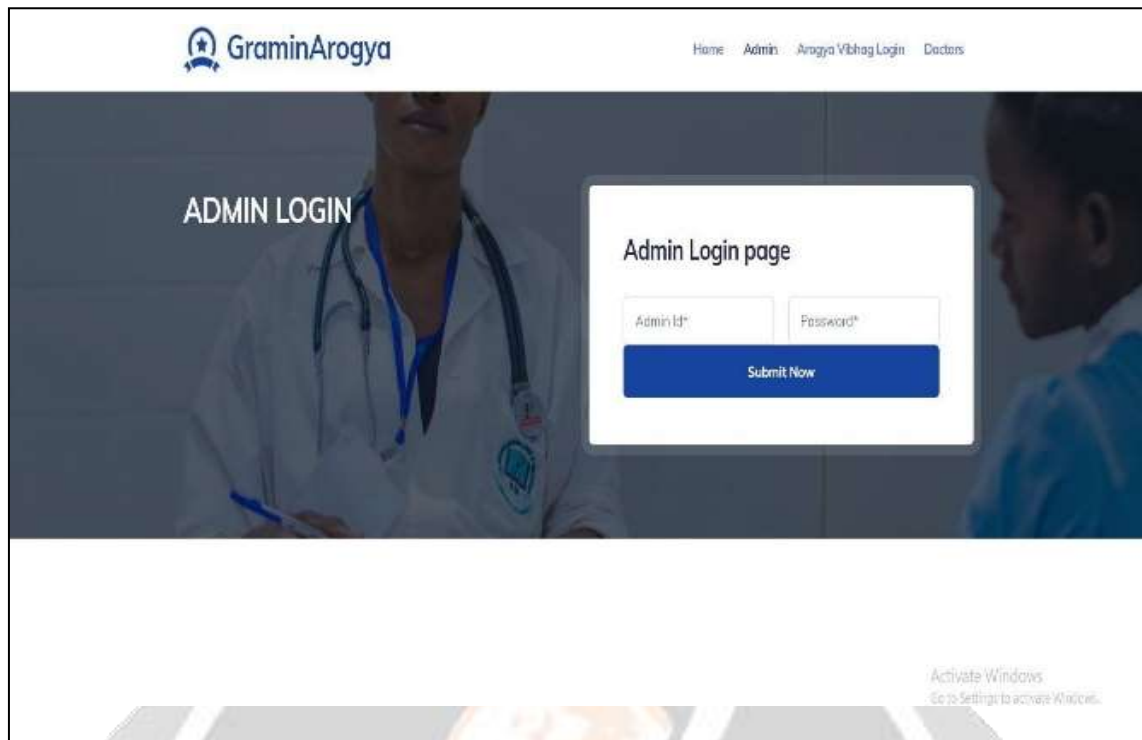 GraminArogya
Home Admin Arogya Vibhag Login Doctors
ADMIN LOGIN
Admin Login page
Admin Id* Password*
Submit Now
Activate Windows
Go to Settings to activate Windows.